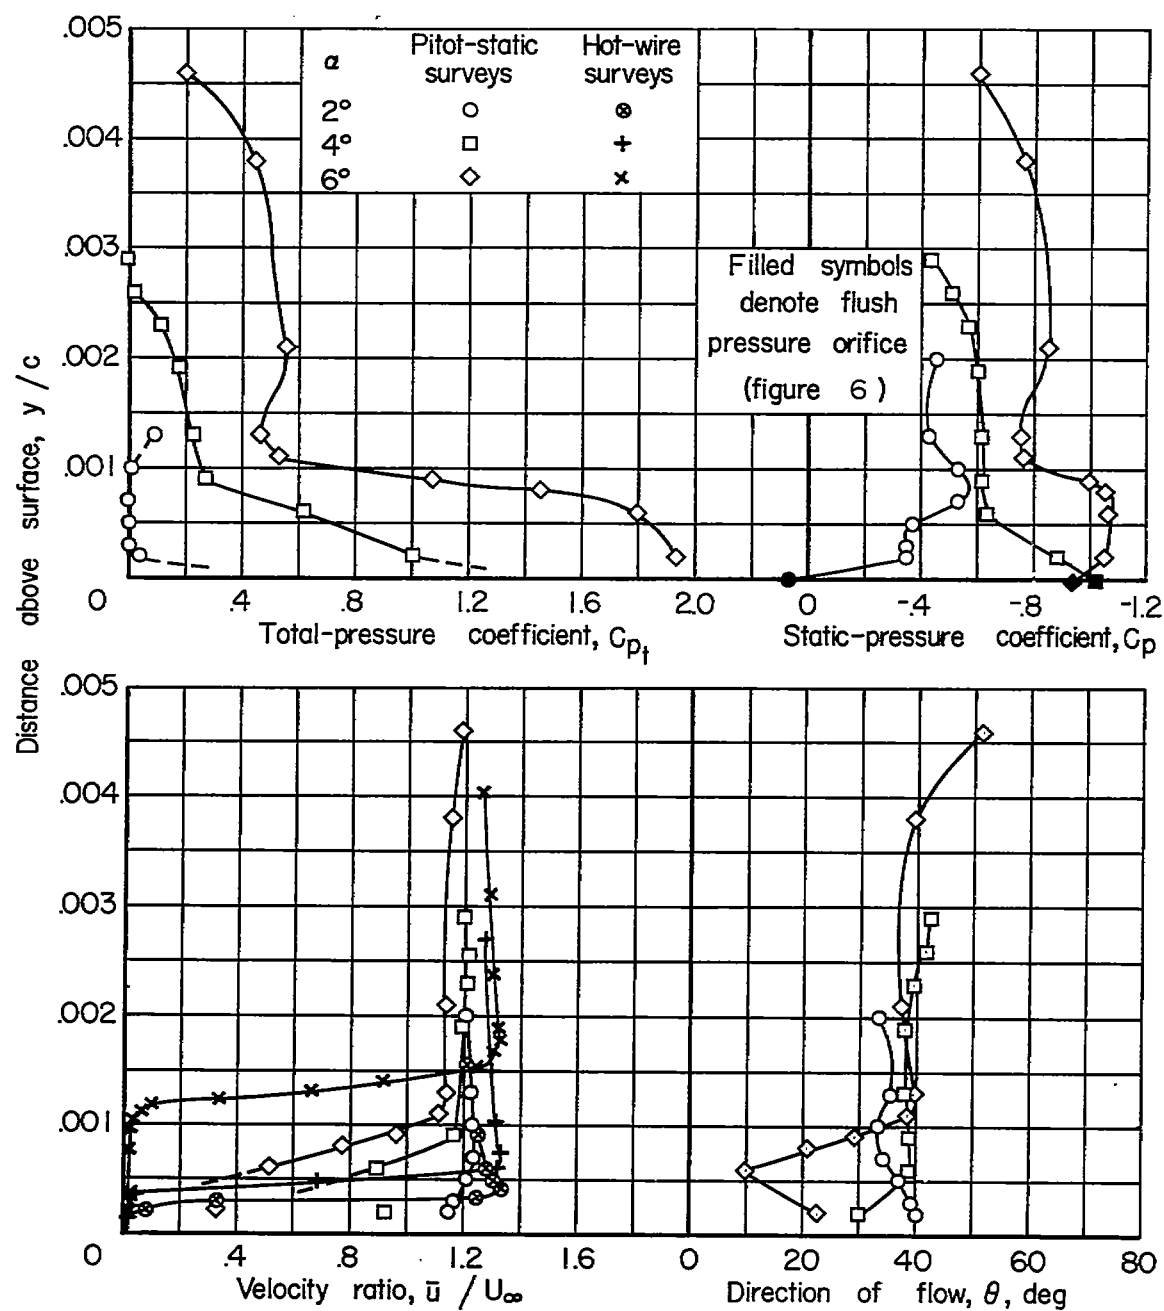 .005
.004
.003
.002
.001
0
α Pitot-static surveys Hot-wire surveys
2°
4°
6°
Filled symbols
denote flush
pressure orifice
(figure 6)
.4 .8 1.2 1.6 2.0
Total-pressure coefficient, Cpt
0 -.4 -.8 -1.2
Static-pressure coefficient, Cp
Distance above surface, y/c
.005
.004
.003
.002
.001
0
.4 .8 1.2 1.6
Velocity ratio, ū / U∞
0 20 40 60 80
Direction of flow, θ, deg